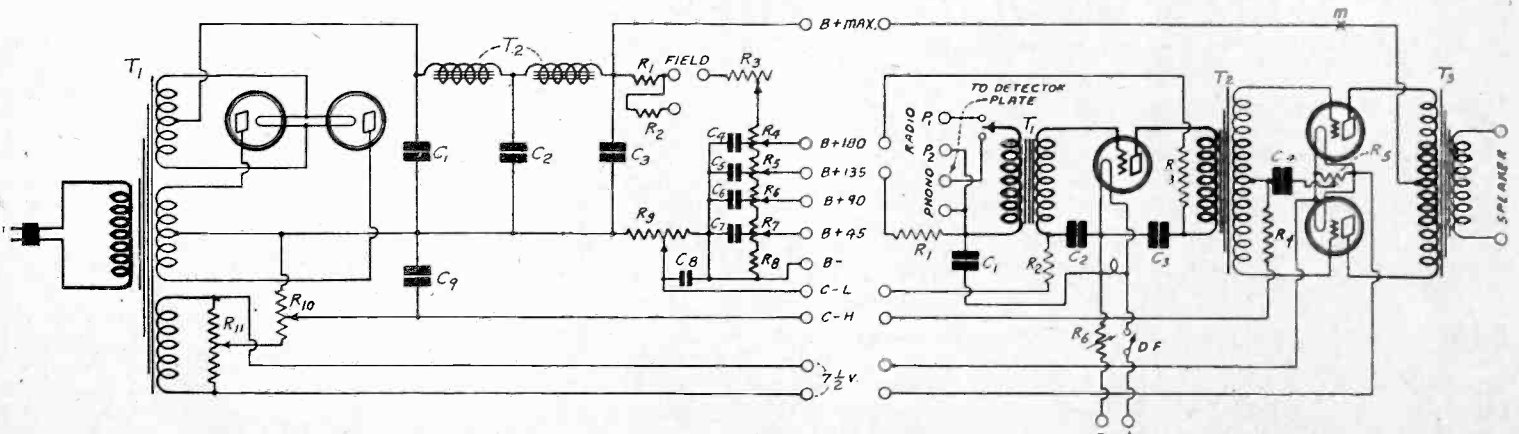 T1
T2
C1
C2
C3
C9
R1
FIELD
R2
R3
C4
R4
C5
R5
C6
R6
C7
R7
R8
R9
C8
R10
R11
B+MAX.
B+180
B+135
B+90
B+45
B-
C-L
C-H
7½V.
RADIO
P1
P2
PHONO
TO DETECTOR
PLATE
T1
R1
C1
R2
C2
C3
R3
R6
DF
m
T2
C4
R4
R5
T3
SPEAKER